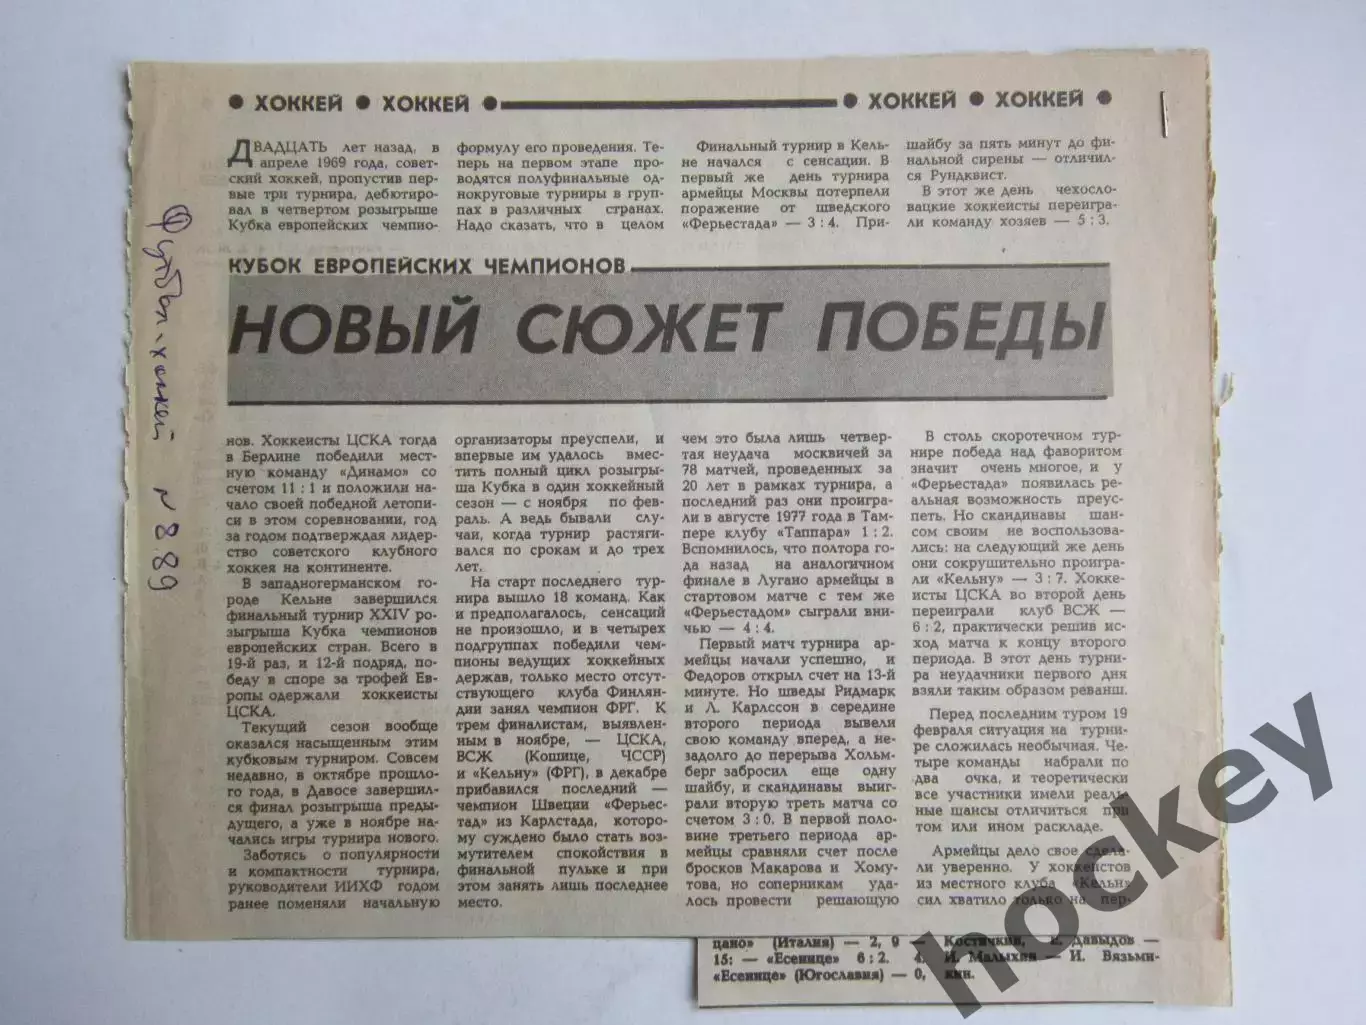 ● ХОККЕЙ ● ХОККЕЙ ● ● ХОККЕЙ ● ХОККЕЙ ●
ДВАДЦАТЬ лет назад, в
апреле 1969 года, совет-
ский хоккей, пропустив пер-
вые три турнира, дебютиро-
вал в четвертом розыгрыше
Кубка европейских чемпио-
формулу его проведения. Те-
перь на первом этапе про-
водятся полуфинальные од-
нокруговые турниры в груп-
пах в различных странах.
Надо сказать, что в целом
Финальный турнир в Кель-
не начался с сенсации. В
первый же день турнира
армейцы Москвы потерпели
поражение от шведского
«Ферьестада» — 3:4. При-
шайбу за пять минут до фи-
нальной сирены — отличил-
ся Рундквист.
В этот же день чехосло-
вацкие хоккеисты переигра-
ли команду хозяев — 5:3.
КУБОК ЕВРОПЕЙСКИХ ЧЕМПИОНОВ
НОВЫЙ СЮЖЕТ ПОБЕДЫ
нов. Хоккеисты ЦСКА тогда
в Берлине победили мест-
ную команду «Динамо» со
счетом 11:1 и положили на-
чало своей победной летопи-
си в этом соревновании, год
за годом подтверждая лидер-
ство советского клубного
хоккея на континенте.
В западногерманском го-
роде Кельне завершился
финальный турнир XXIV ро-
зыгрыша Кубка чемпионов
европейских стран. Всего в
19-й раз, и 12-й подряд, по-
беду в споре за трофей Ев-
ропы одержали хоккеисты
ЦСКА.
Текущий сезон вообще
оказался насыщенным этим
кубковым турниром. Совсем
недавно, в октябре прошло-
го года, в Давосе завершил-
ся финал розыгрыша преды-
дущего, а уже в ноябре на-
чались игры турнира нового.
Заботясь о популярности
и компактности турнира,
руководители ИИХФ годом
ранее поменяли начальную
организаторы преуспели, и
впервые им удалось вмес-
тить полный цикл розыгры-
ша Кубка в один хоккейный
сезон — с ноября по фев-
раль. А ведь бывали слу-
чаи, когда турнир растяги-
вался по срокам и до трех
лет.
На старт последнего тур-
нира вышло 18 команд. Как
и предполагалось, сенсаций
не произошло, и в четырех
подгруппах победили чем-
пионы ведущих хоккейных
держав, только место отсут-
ствующего клуба Финлян-
дии занял чемпион ФРГ. К
трем финалистам, выявлен-
ным в ноябре, — ЦСКА,
ВСЖ (Кошице, ЧССР)
и «Кельну» (ФРГ), в декабре
прибавился последний —
чемпион Швеции «Ферьес-
тад» из Карлстада, которо-
му суждено было стать воз-
мутителем спокойствия в
финальной пульке и при
этом занять лишь последнее
место.
чем это была лишь четвер-
тая неудача москвичей за
78 матчей, проведенных за
20 лет в рамках турнира, а
последний раз они проигра-
ли в августе 1977 года в Там-
пере клубу «Таппара» 1:2.
Вспомнилось, что полтора го-
да назад на аналогичном
финале в Лугано армейцы в
стартовом матче с тем же
«Ферьестадом» сыграли вни-
чью — 4:4.
Первый матч турнира ар-
мейцы начали успешно, и
Федоров открыл счет на 13-й
минуте. Но шведы Ридмарк
и Л. Карлссон в середине
второго периода вывели
свою команду вперед, а не-
задолго до перерыва Хольм-
берг забросил еще одну
шайбу, и скандинавы выиг-
рали вторую треть матча со
счетом 3:0. В первой поло-
вине третьего периода ар-
мейцы сравняли счет после
бросков Макарова и Хому-
това, но соперникам уда-
лось провести решающую
В столь скоротечном тур-
нире победа над фаворитом
значит очень многое, и у
«Ферьестада» появилась ре-
альная возможность преус-
петь. Но скандинавы шан-
сом своим не воспользова-
лись: на следующий же день
они сокрушительно проигра-
ли «Кельну» — 3:7. Хокке-
исты ЦСКА во второй день
переиграли клуб ВСЖ —
6:2, практически решив ис-
ход матча к концу второго
периода. В этот день турни-
ра неудачники первого дня
взяли таким образом реванш.
Перед последним туром 19
февраля ситуация на турни-
ре сложилась необычная. Че-
тыре команды набрали по
два очка, и теоретически
все участники имели реаль-
ные шансы отличиться при
том или ином раскладе.
Армейцы дело свое сдела-
ли уверенно. У хоккеистов
из местного клуба «Кельн»
сил хватило только на пер-
цано» (Италия) — 2, 9 —
15: — «Есенице» 6:2. 4.
«Есенице» (Югославия) — 0,
Костичкин, Е. Давыдов —
И. Малыхин — И. Вязьми-
кин.
Футбол-хоккей N 8.89
hockey